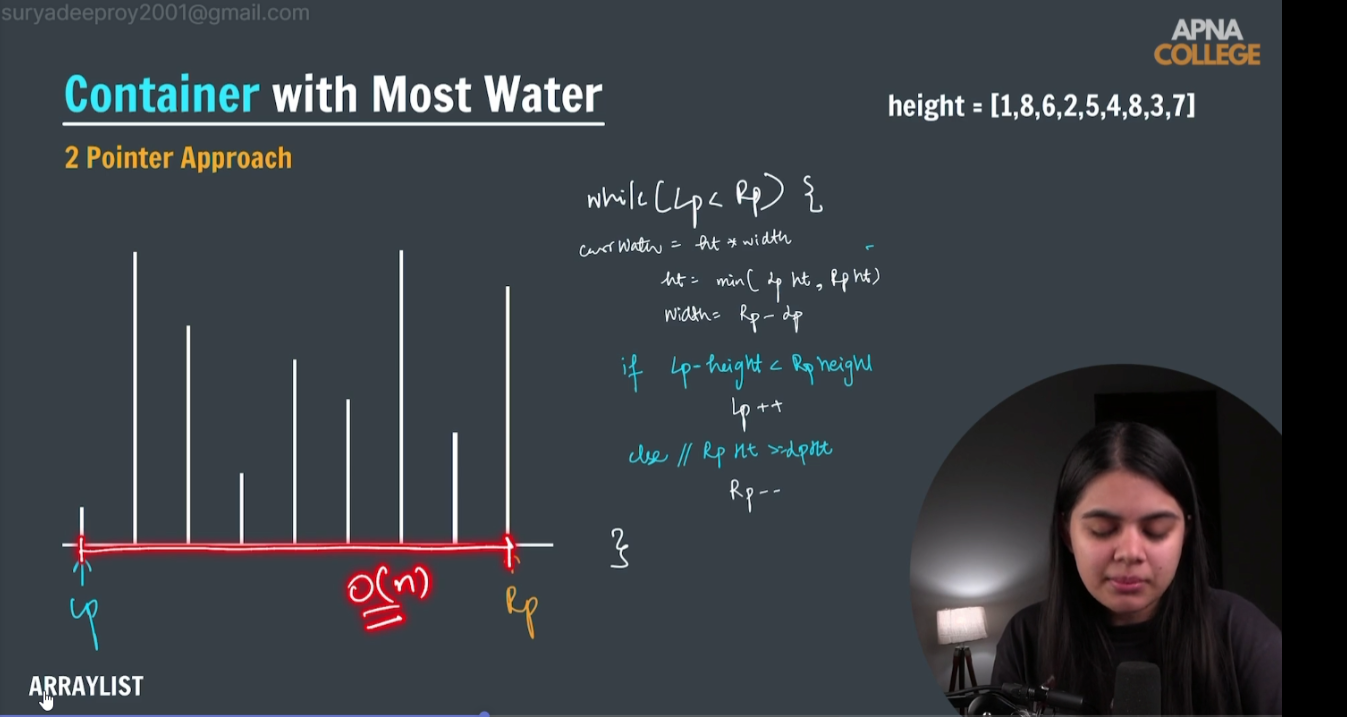 suryadeeproy2001@gmail.com
APNA
COLLEGE
Container with Most Water
height = [1,8,6,2,5,4,8,3,7]
2 Pointer Approach
while (Lp < Rp) {
currWater = ht * width
ht = min( Lp ht, Rp ht)
width = Rp - Lp
if Lp-height < Rp height
Lp ++
else // Rp ht >= Lp ht
Rp --
}
O(n)
Lp
Rp
ARRAYLIST